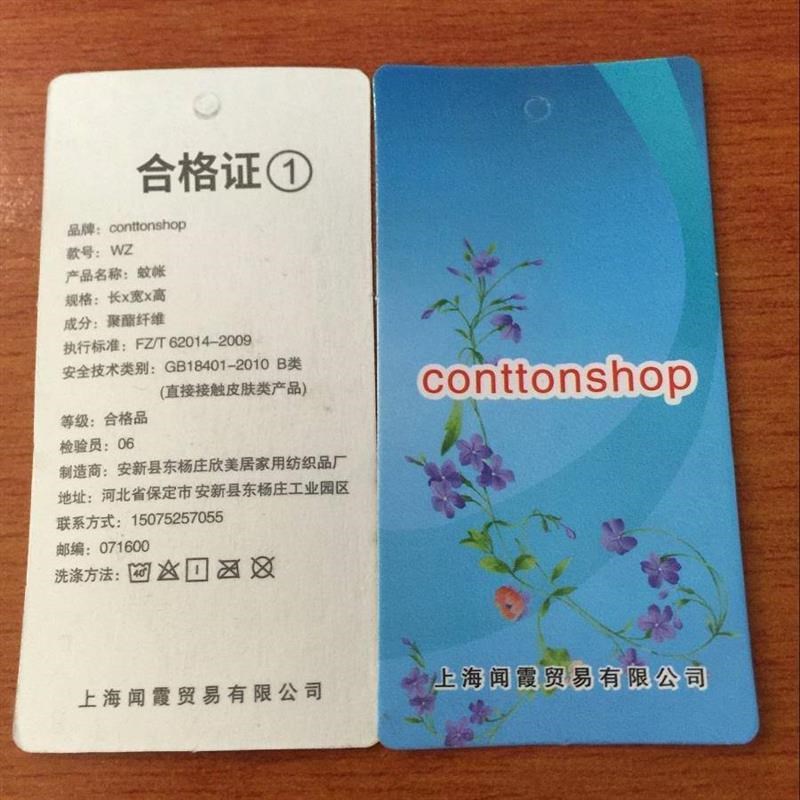 合格证①
品牌：conttonshop
款号：WZ
产品名称：蚊帐
规格：长x宽x高
成分：聚酯纤维
执行标准：FZ/T 62014-2009
安全技术类别：GB18401-2010 B类
(直接接触皮肤类产品)
等级：合格品
检验员：06
制造商：安新县东杨庄欣美居家用纺织品厂
地址：河北省保定市安新县东杨庄工业园区
联系方式：15075257055
邮编：071600
洗涤方法：40°
上海闻霞贸易有限公司
conttonshop
上海闻霞贸易有限公司